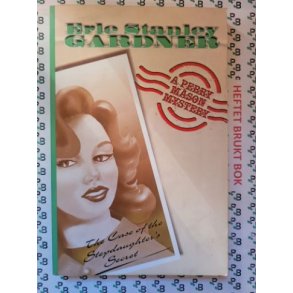 Erle Stanley
GARDNER
A PERRY
MASON
MYSTERY
The Case of the
Stepdaughter's
Secret
HEFTET BRUKT BOK